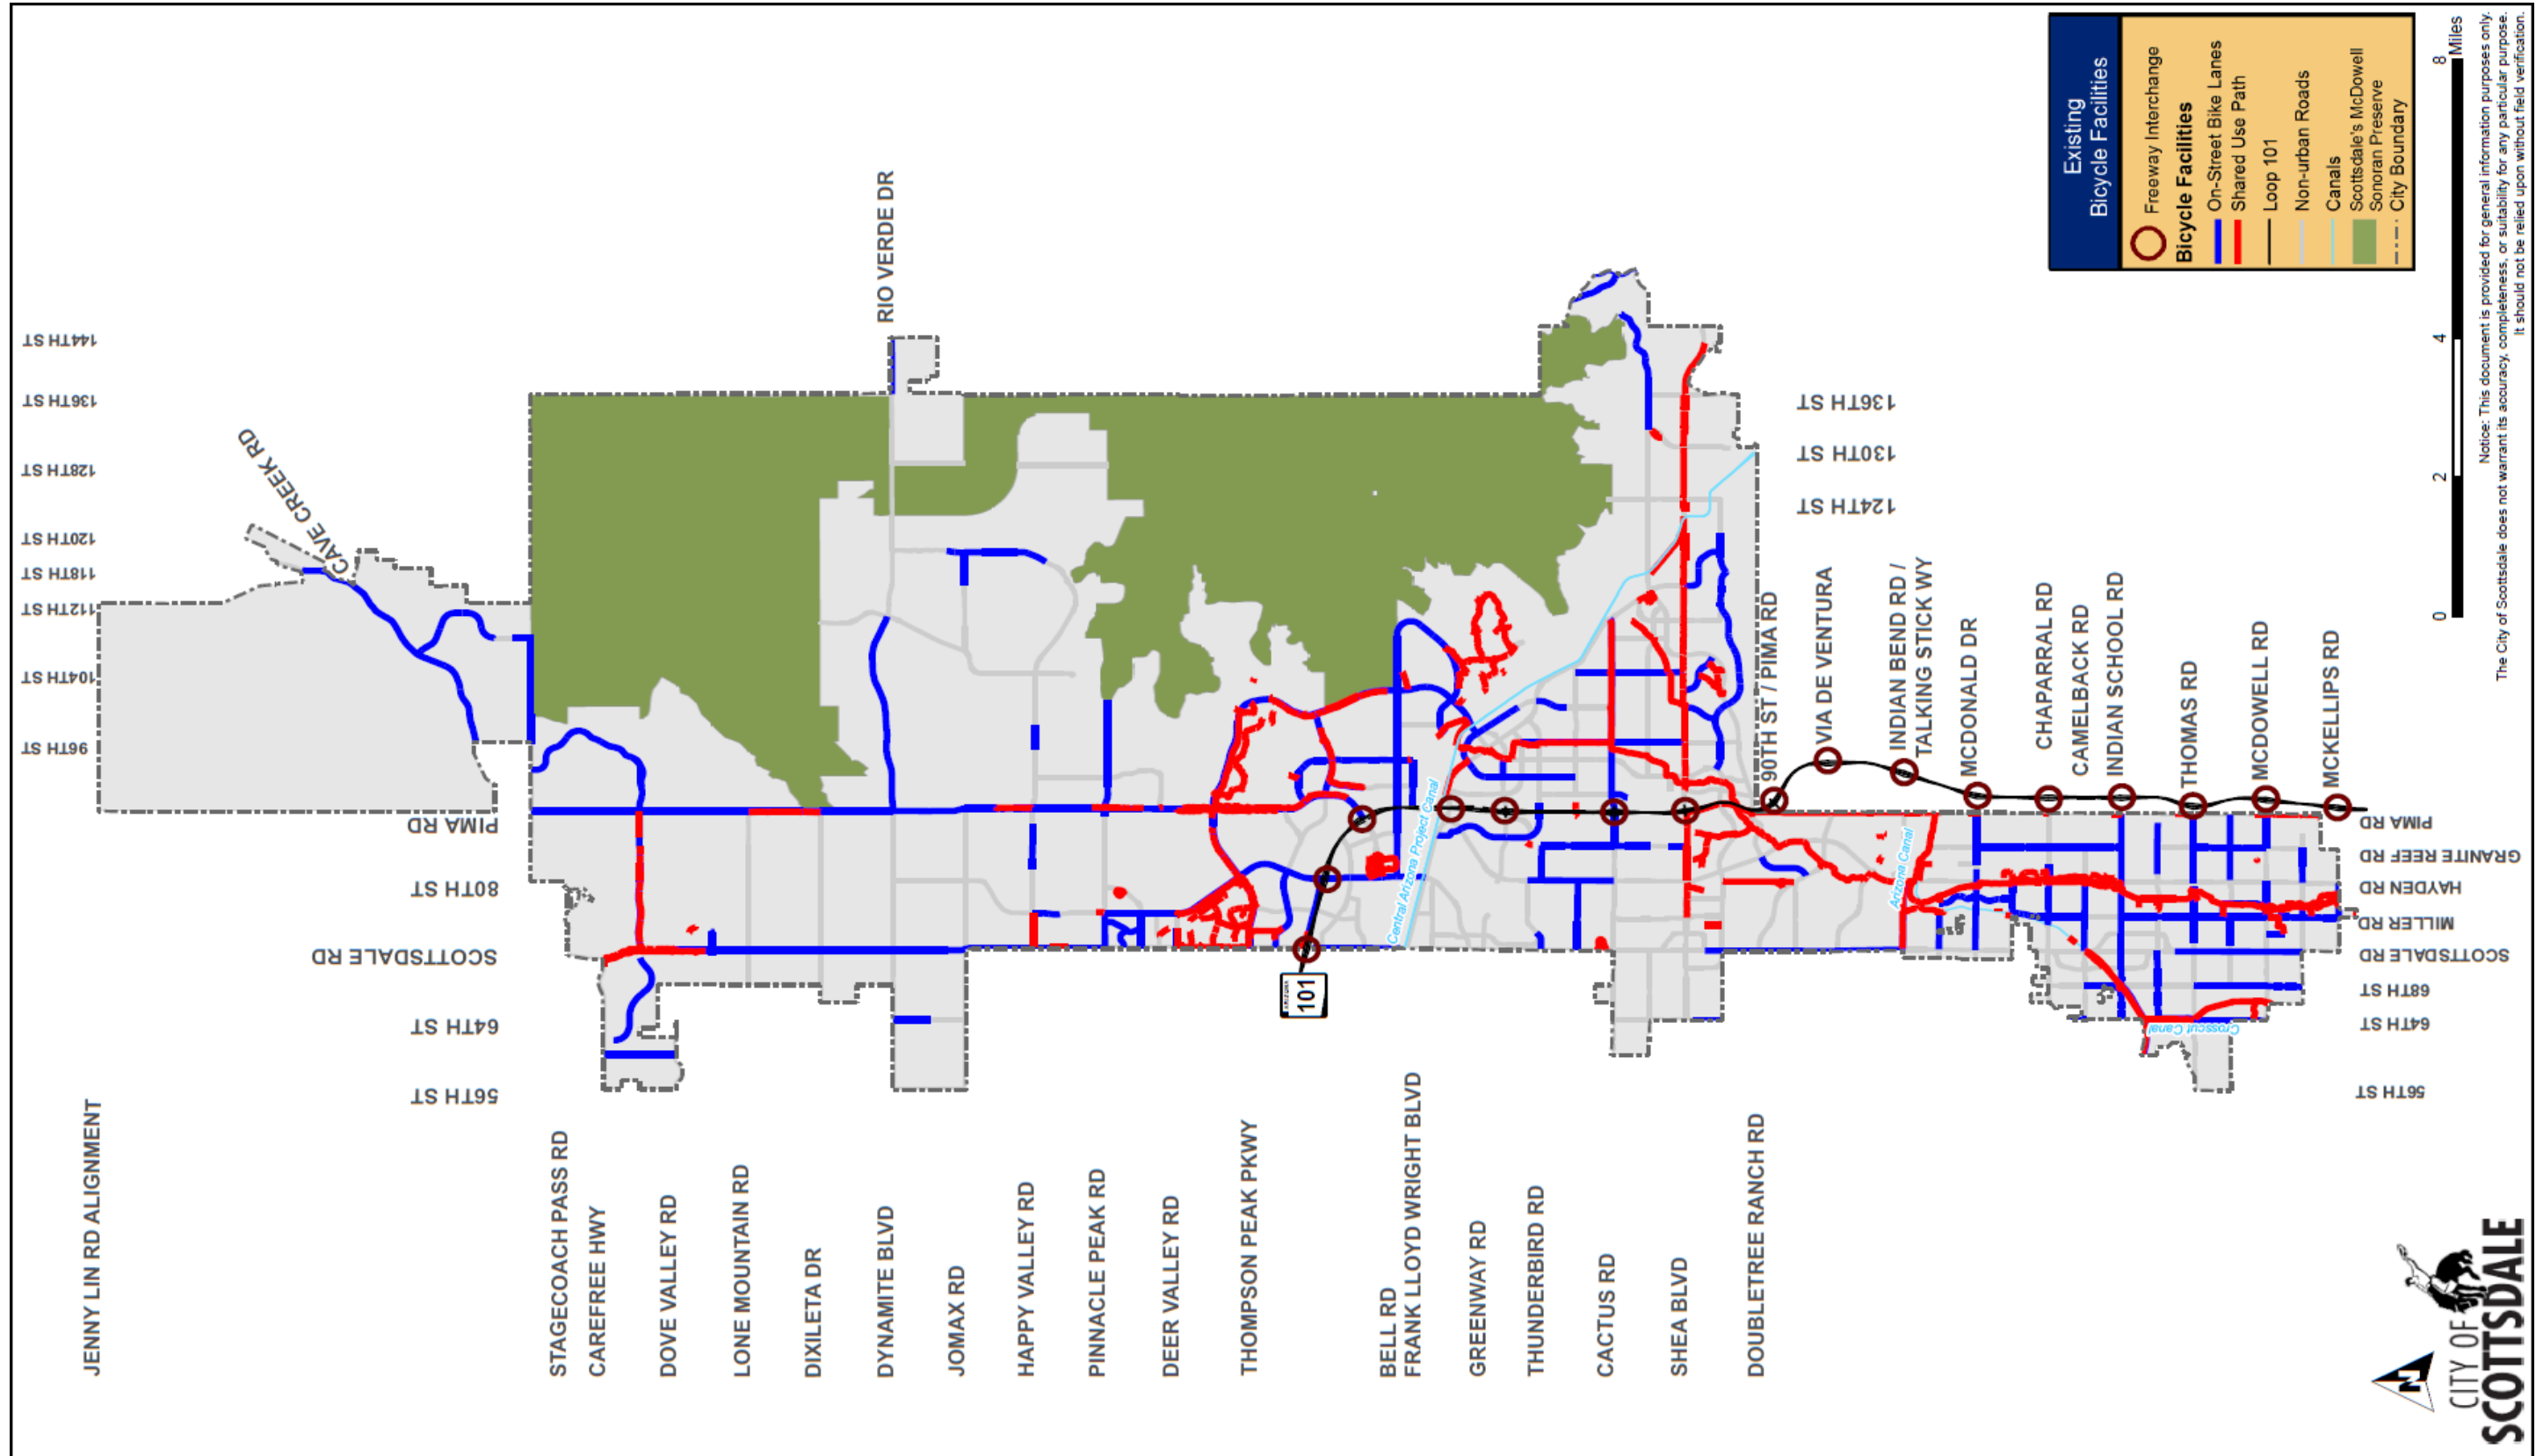 JENNY LIN RD ALIGNMENT
STAGECOACH PASS RD
CAREFREE HWY
DOVE VALLEY RD
LONE MOUNTAIN RD
DIXILETA DR
DYNAMITE BLVD
JOMAX RD
HAPPY VALLEY RD
PINNACLE PEAK RD
DEER VALLEY RD
THOMPSON PEAK PKWY
BELL RD
FRANK LLOYD WRIGHT BLVD
GREENWAY RD
THUNDERBIRD RD
CACTUS RD
SHEA BLVD
DOUBLETREE RANCH RD
56TH ST
64TH ST
SCOTTSDALE RD
80TH ST
PIMA RD
96TH ST
104TH ST
112TH ST
118TH ST
120TH ST
128TH ST
136TH ST
144TH ST
CAVE CREEK RD
RIO VERDE DR
136TH ST
130TH ST
124TH ST
90TH ST / PIMA RD
VIA DE VENTURA
INDIAN BEND RD /
TALKING STICK WY
MCDONALD DR
CHAPARRAL RD
CAMELBACK RD
INDIAN SCHOOL RD
THOMAS RD
MCDOWELL RD
MCKELLIPS RD
PIMA RD
GRANITE REEF RD
HAYDEN RD
MILLER RD
SCOTTSDALE RD
68TH ST
64TH ST
56TH ST
ARIZONA
101
Central Arizona Project Canal
Arizona Canal
Crosscut Canal
Existing
Bicycle Facilities
Freeway Interchange
Bicycle Facilities
On-Street Bike Lanes
Shared Use Path
Loop 101
Non-urban Roads
Canals
Scottsdale's McDowell
Sonoran Preserve
City Boundary
0 2 4 8
Miles
Notice: This document is provided for general information purposes only.
The City of Scottsdale does not warrant its accuracy, completeness, or suitability for any particular purpose.
It should not be relied upon without field verification.
N
CITY OF
SCOTTSDALE